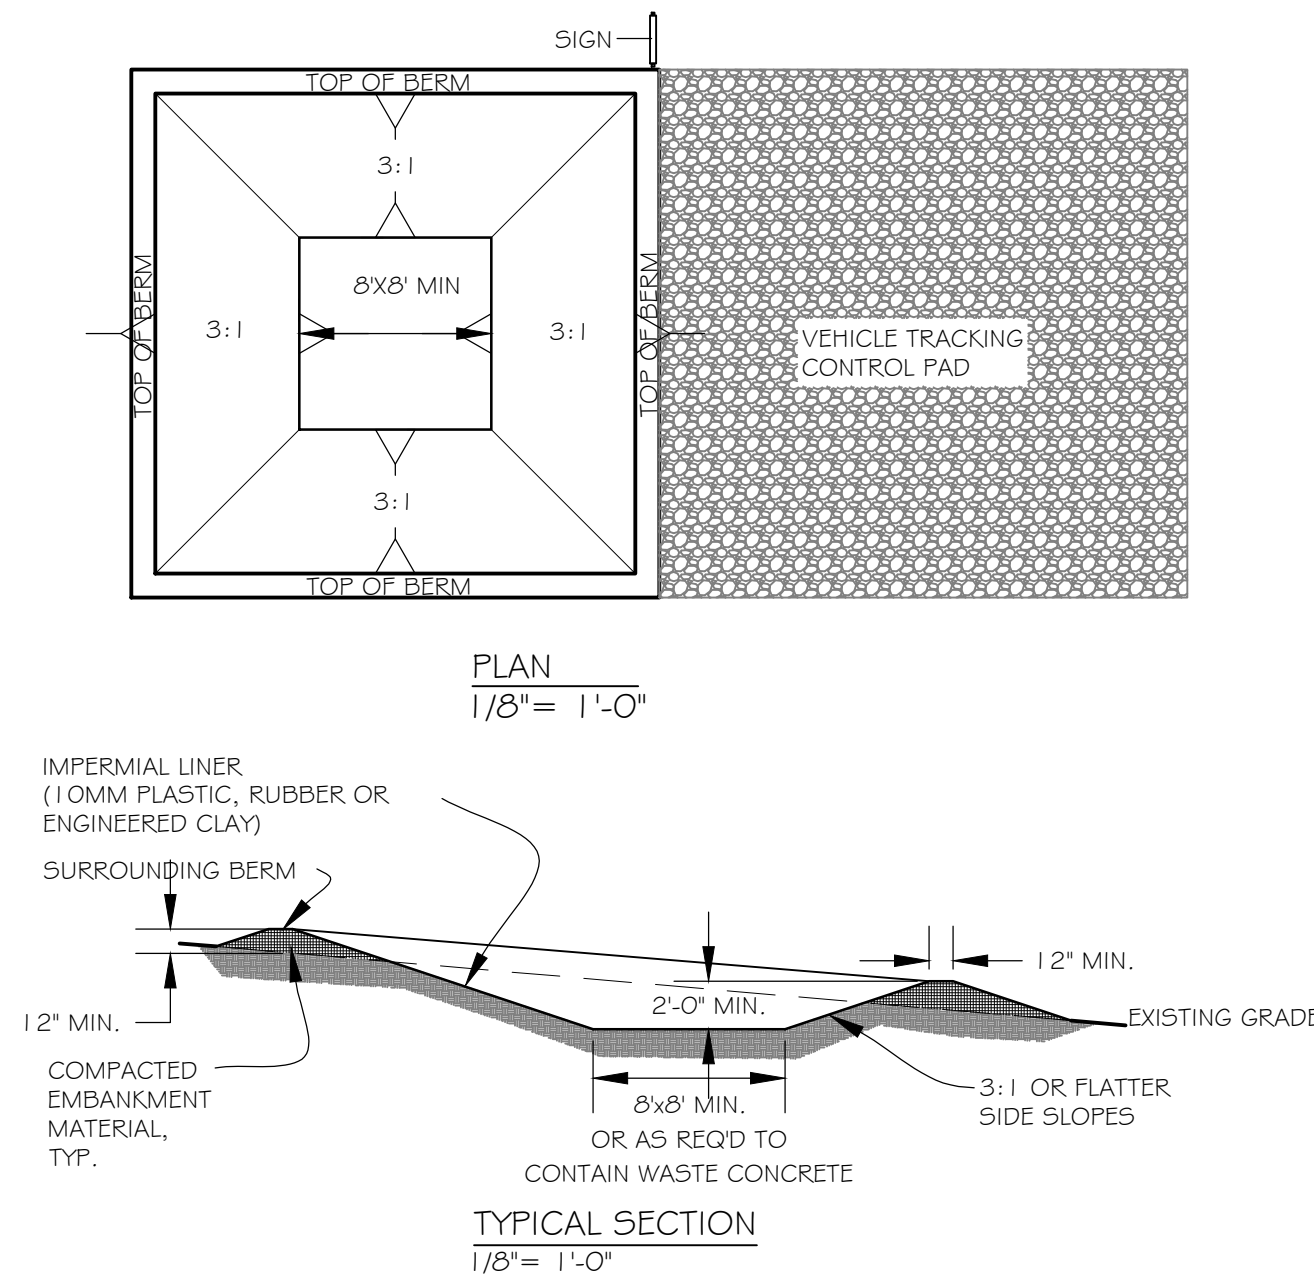 SIGN
TOP OF BERM
3:1
8'X8' MIN
TOP OF BERM
3:1
3:1
TOP OF BERM
VEHICLE TRACKING
CONTROL PAD
3:1
TOP OF BERM
PLAN
1/8"= 1'-0"
IMPERMIAL LINER
(10MM PLASTIC, RUBBER OR
ENGINEERED CLAY)
SURROUNDING BERM
12" MIN.
12" MIN.
2'-0" MIN.
EXISTING GRADE
COMPACTED
EMBANKMENT
MATERIAL,
TYP.
8'x8' MIN.
OR AS REQ'D TO
CONTAIN WASTE CONCRETE
3:1 OR FLATTER
SIDE SLOPES
TYPICAL SECTION
1/8"= 1'-0"